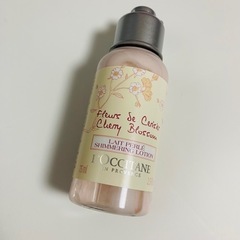 Fleurs de Cerisier
Cherry Blossom
LAIT PERLÉ
SHIMMERING LOTION
L'OCCITANE
EN PROVENCE